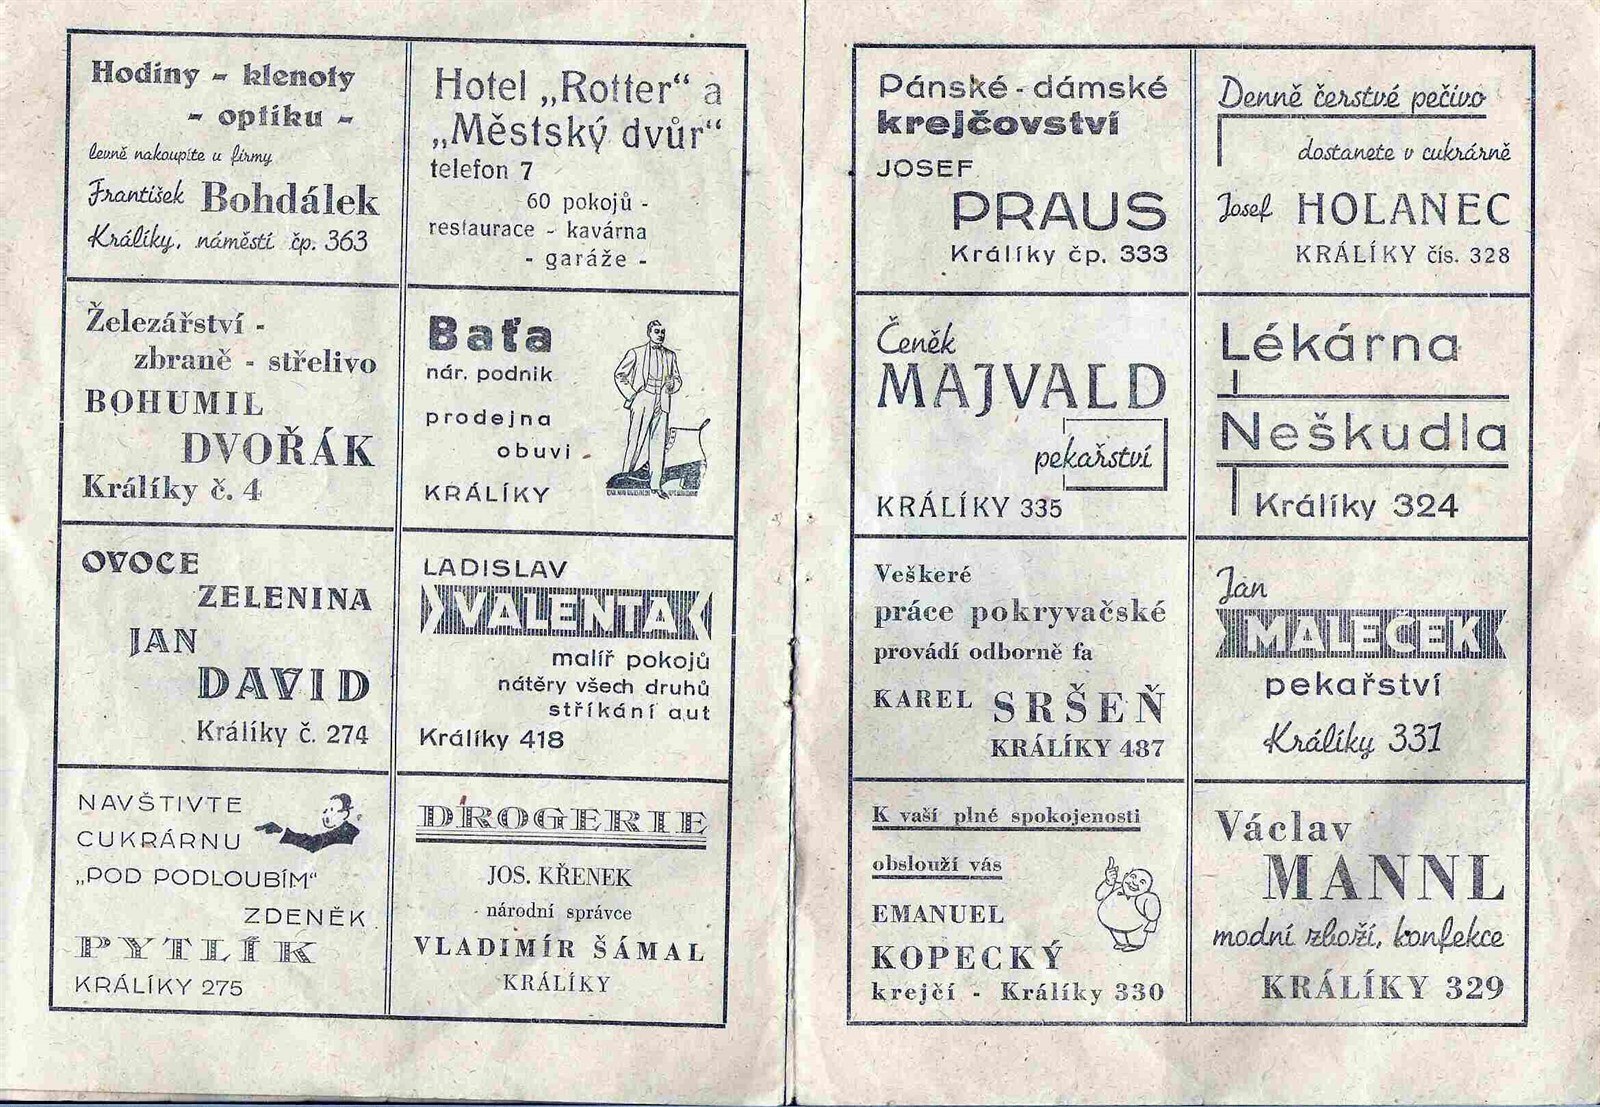 Hodiny - klenoty
- optiku -
levně nakoupíte u firmy
František Bohdálek
Králíky, náměstí čp. 363
Hotel „Rotter“ a
„Městský dvůr“
telefon 7
60 pokojů -
restaurace - kavárna
- garáže -
Železářství -
zbraně - střelivo
BOHUMIL
DVOŘÁK
Králíky č. 4
Baťa
nár. podnik
prodejna
obuvi
KRÁLÍKY
OVOCE
ZELENINA
JAN
DAVID
Králíky č. 274
LADISLAV
VALENTA
malíř pokojů
nátěry všech druhů
stříkání aut
Králíky 418
NAVŠTIVTE
CUKRÁRNU
„POD PODLOUBÍM“
ZDENĚK
PYTLÍK
KRÁLÍKY 275
DROGERIE
JOS. KŘENEK
národní správce
VLADIMÍR ŠÁMAL
KRÁLÍKY
Pánské - dámské
krejčovství
JOSEF
PRAUS
Králíky čp. 333
Denně čerstvé pečivo
dostanete v cukrárně
Josef HOLANEC
KRÁLÍKY čís. 328
Čeněk
MAJVALD
pekařství
KRÁLÍKY 335
Lékárna
Neškudla
Králíky 324
Veškeré
práce pokryvačské
provádí odborně fa
KAREL SRŠEŇ
KRÁLÍKY 487
Jan
MALEČEK
pekařství
Králíky 331
K vaší plné spokojenosti
obslouží vás
EMANUEL
KOPECKÝ
krejčí - Králíky 330
Václav
MANNL
modní zboží, konfekce
KRÁLÍKY 329